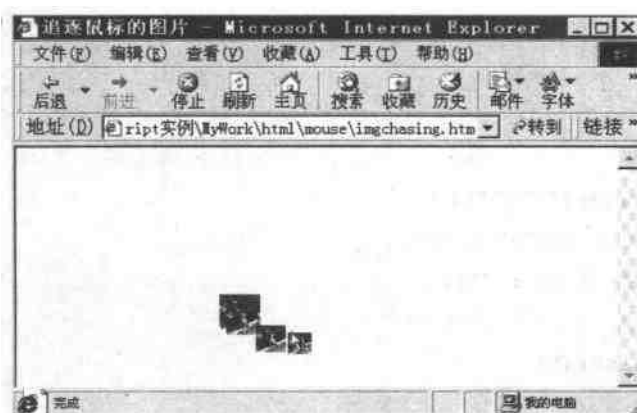 追逐鼠标的图片 - Microsoft Internet Explorer
文件(F) 编辑(E) 查看(V) 收藏(A) 工具(T) 帮助(H)
后退 前进 停止 刷新 主页 搜索 收藏 历史 邮件 字体 »
地址(D) ript实例\MyWork\html\mouse\imgchasing.htm 转到 链接 »
完成 我的电脑